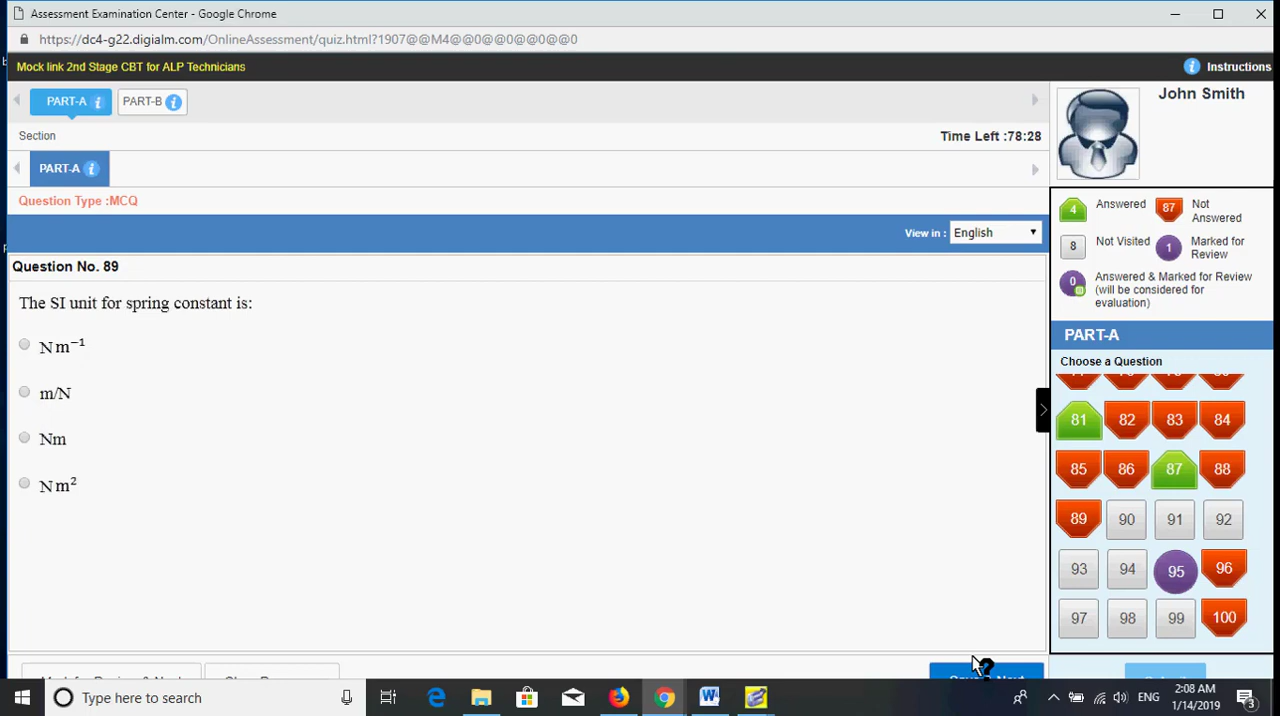 Assessment Examination Center - Google Chrome
https://dc4-g22.digialm.com/OnlineAssessment/quiz.html?1907@@M4@@0@@0@@0@@0
Mock link 2nd Stage CBT for ALP Technicians
Instructions
PART-A
PART-B
John Smith
Section
Time Left :78:28
PART-A
Question Type :MCQ
4 Answered 87 Not Answered
8 Not Visited 1 Marked for Review
0 Answered & Marked for Review (will be considered for evaluation)
View in : English
Question No. 89
The SI unit for spring constant is:
N m⁻¹
m/N
Nm
N m²
PART-A
Choose a Question
81 82 83 84
85 86 87 88
89 90 91 92
93 94 95 96
97 98 99 100
Type here to search
ENG
2:08 AM
1/14/2019
3